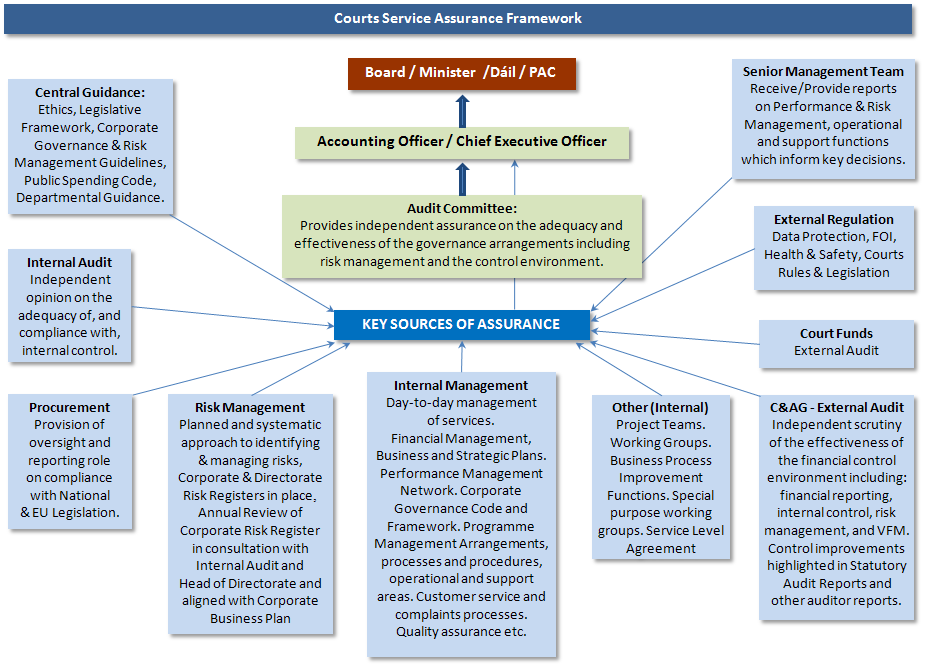 Courts Service Assurance Framework
Board / Minister /Dáil / PAC
Accounting Officer / Chief Executive Officer
Audit Committee:
Provides independent assurance on the adequacy and
effectiveness of the governance arrangements including
risk management and the control environment.
KEY SOURCES OF ASSURANCE
Central Guidance:
Ethics, Legislative
Framework, Corporate
Governance & Risk
Management Guidelines,
Public Spending Code,
Departmental Guidance.
Internal Audit
Independent
opinion on the
adequacy of, and
compliance with,
internal control.
Procurement
Provision of
oversight and
reporting role
on compliance
with National
& EU Legislation.
Risk Management
Planned and systematic
approach to identifying
& managing risks,
Corporate & Directorate
Risk Registers in place,
Annual Review of
Corporate Risk Register
in consultation with
Internal Audit and
Head of Directorate and
aligned with Corporate
Business Plan
Internal Management
Day-to-day management
of services.
Financial Management,
Business and Strategic Plans.
Performance Management
Network. Corporate
Governance Code and
Framework. Programme
Management Arrangements,
processes and procedures,
operational and support
areas. Customer service and
complaints processes.
Quality assurance etc.
Other (Internal)
Project Teams.
Working Groups.
Business Process
Improvement
Functions. Special
purpose working
groups. Service Level
Agreement
C&AG - External Audit
Independent scrutiny
of the effectiveness of
the financial control
environment including:
financial reporting,
internal control, risk
management, and VFM.
Control improvements
highlighted in Statutory
Audit Reports and
other auditor reports.
Court Funds
External Audit
External Regulation
Data Protection, FOI,
Health & Safety, Courts
Rules & Legislation
Senior Management Team
Receive/Provide reports
on Performance & Risk
Management, operational
and support functions
which inform key decisions.